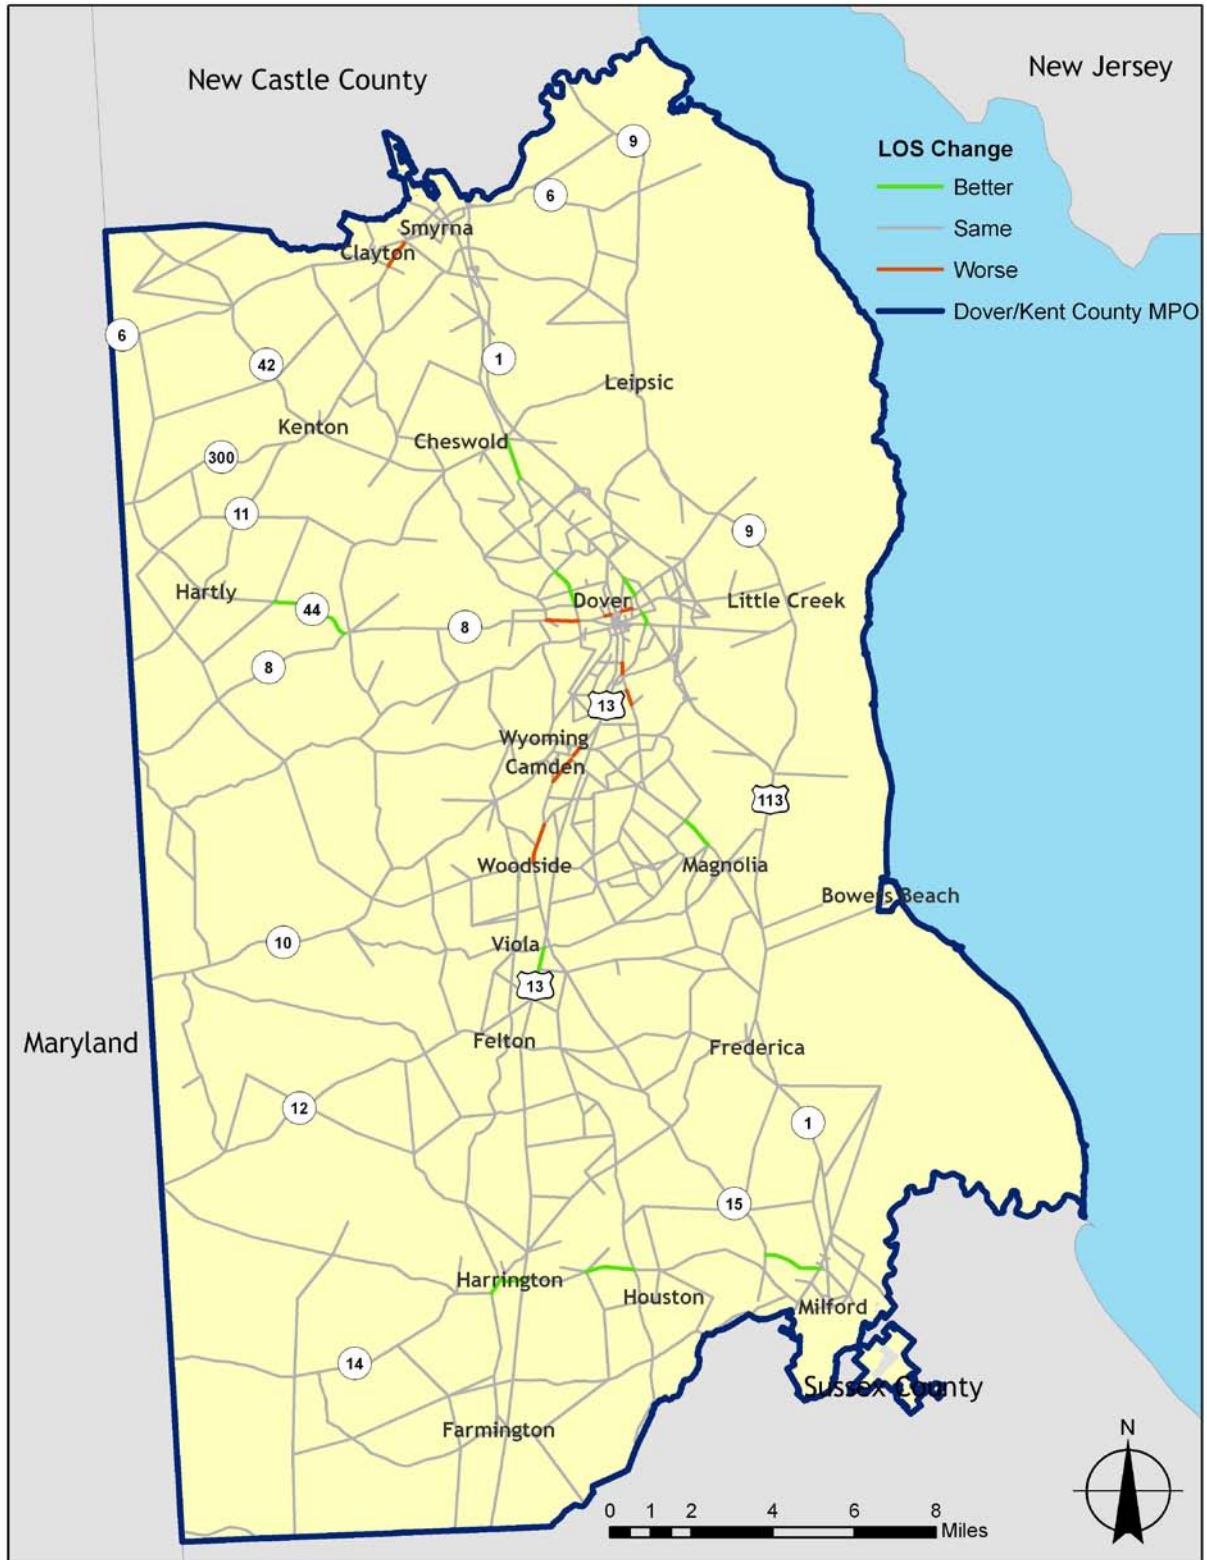 New Castle County
New Jersey
9
LOS Change
Better
6
Same
Smyrna
Clayton
Worse
Dover/Kent County MPO
6
1
42
Leipsic
Kenton
Cheswold
300
11
9
Hartly
Dover
Little Creek
44
8
8
13
Wyoming
Camden
113
Woodside
Magnolia
Bowers Beach
10
Viola
13
Maryland
Felton
Frederica
12
1
15
Harrington
Houston
Milford
14
Sussex County
Farmington
N
0 1 2 4 6 8
Miles